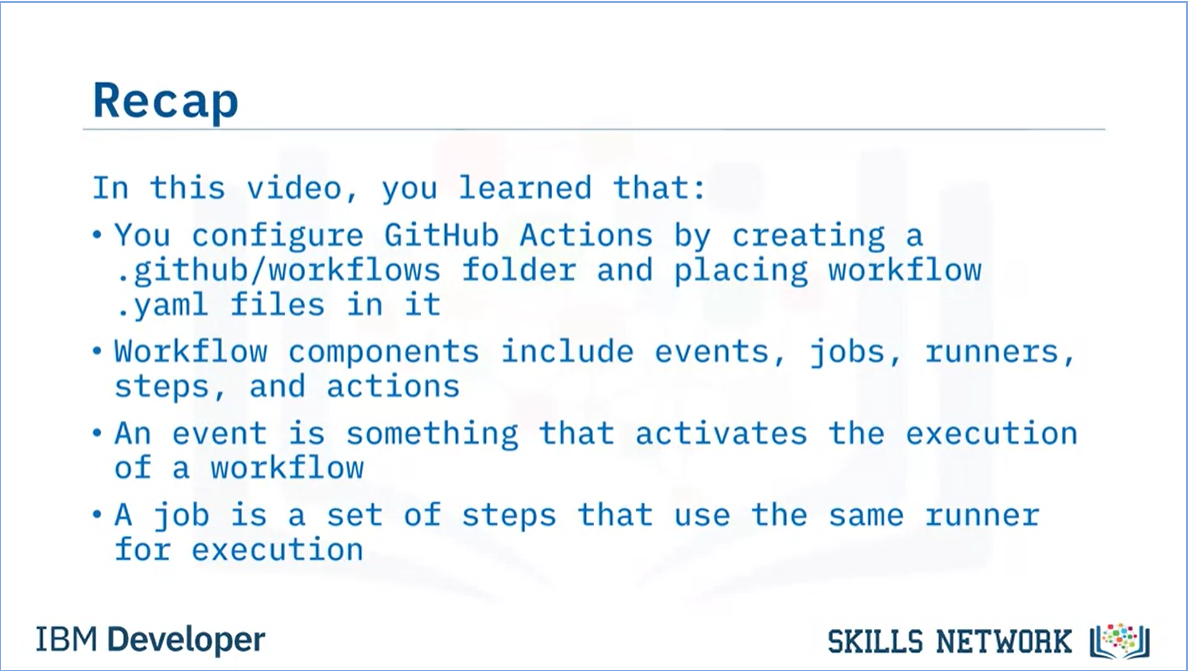 Recap
In this video, you learned that:
• You configure GitHub Actions by creating a
.github/workflows folder and placing workflow
.yaml files in it
• Workflow components include events, jobs, runners,
steps, and actions
• An event is something that activates the execution
of a workflow
• A job is a set of steps that use the same runner
for execution
IBM Developer
SKILLS NETWORK